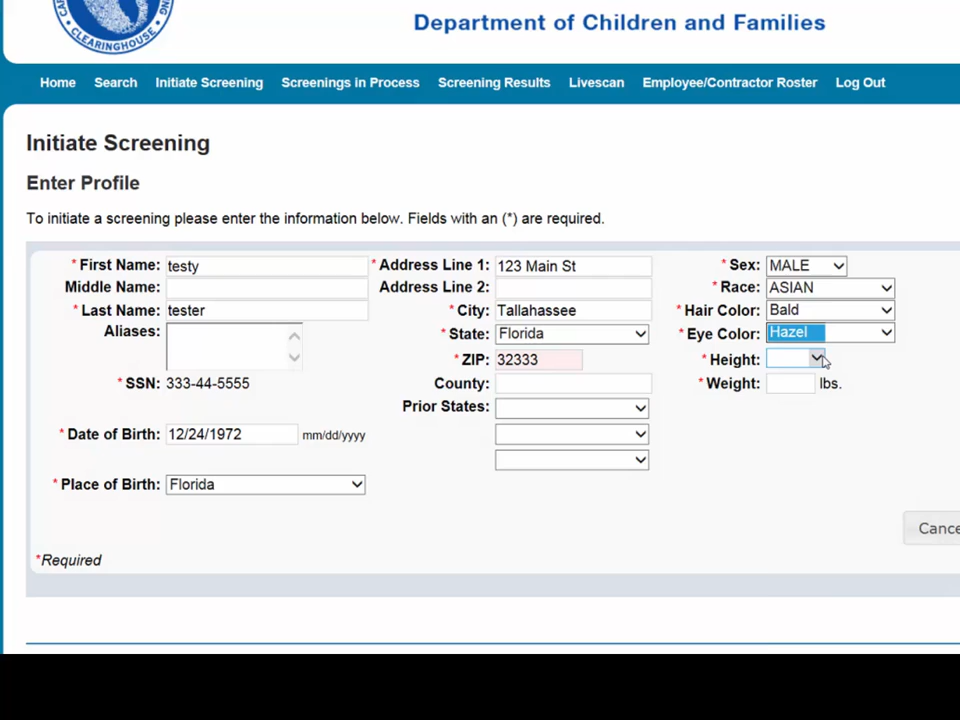 CLEARINGHOUSE
Department of Children and Families
Home Search Initiate Screening Screenings in Process Screening Results Livescan Employee/Contractor Roster Log Out
Initiate Screening
Enter Profile
To initiate a screening please enter the information below. Fields with an (*) are required.
* First Name: testy * Address Line 1: 123 Main St * Sex: MALE
Middle Name: Address Line 2: * Race: ASIAN
* Last Name: tester * City: Tallahassee * Hair Color: Bald
Aliases: * State: Florida * Eye Color: Hazel
* ZIP: 32333 * Height:
* SSN: 333-44-5555 County: * Weight: lbs.
Prior States:
* Date of Birth: 12/24/1972 mm/dd/yyyy
* Place of Birth: Florida
Cance
*Required